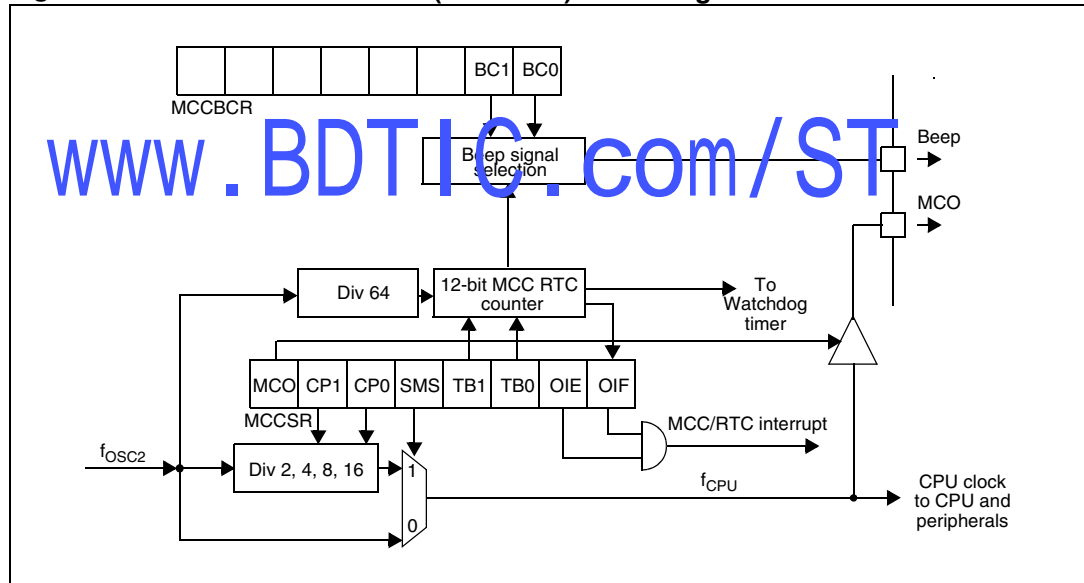 BC1 BC0
MCCBCR
www.BDTIC.com/ST
Beep signal
selection
Beep
MCO
Div 64
12-bit MCC RTC
counter
To
Watchdog
timer
MCO CP1 CP0 SMS TB1 TB0 OIE OIF
MCCSR
MCC/RTC interrupt
fOSC2
Div 2, 4, 8, 16
1
0
fCPU
CPU clock
to CPU and
peripherals